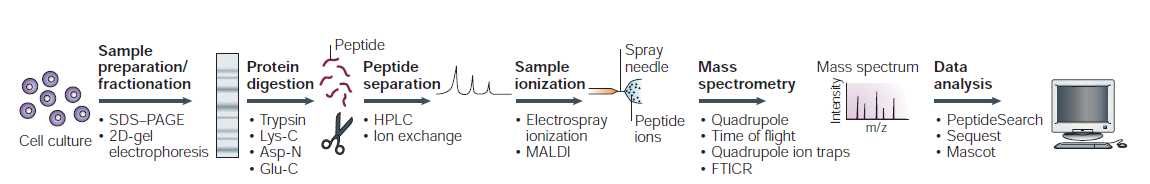 Cell culture
Sample
preparation/
fractionation
• SDS–PAGE
• 2D-gel
electrophoresis
Protein
digestion
• Trypsin
• Lys-C
• Asp-N
• Glu-C
Peptide
Peptide
separation
• HPLC
• Ion exchange
Sample
ionization
• Electrospray
ionization
• MALDI
Spray
needle
Peptide
ions
Mass
spectrometry
• Quadrupole
• Time of flight
• Quadrupole ion traps
• FTICR
Mass spectrum
Intensity
m/z
Data
analysis
• PeptideSearch
• Sequest
• Mascot